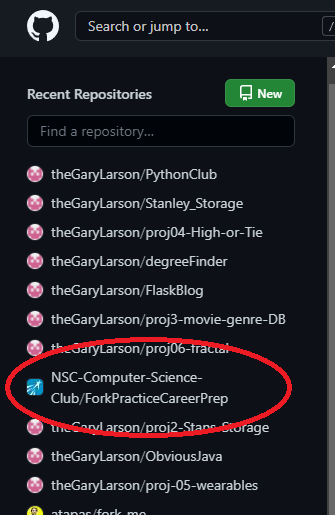 Search or jump to...
/
Recent Repositories
New
Find a repository...
theGaryLarson/PythonClub
theGaryLarson/Stanley_Storage
theGaryLarson/proj04-High-or-Tie
theGaryLarson/degreeFinder
theGaryLarson/FlaskBlog
theGaryLarson/proj3-movie-genre-DB
theGaryLarson/proj06-fractal
NSC-Computer-Science-
Club/ForkPracticeCareerPrep
theGaryLarson/proj2-Stans-Storage
theGaryLarson/ObviousJava
theGaryLarson/proj-05-wearables
atapas/fork_me